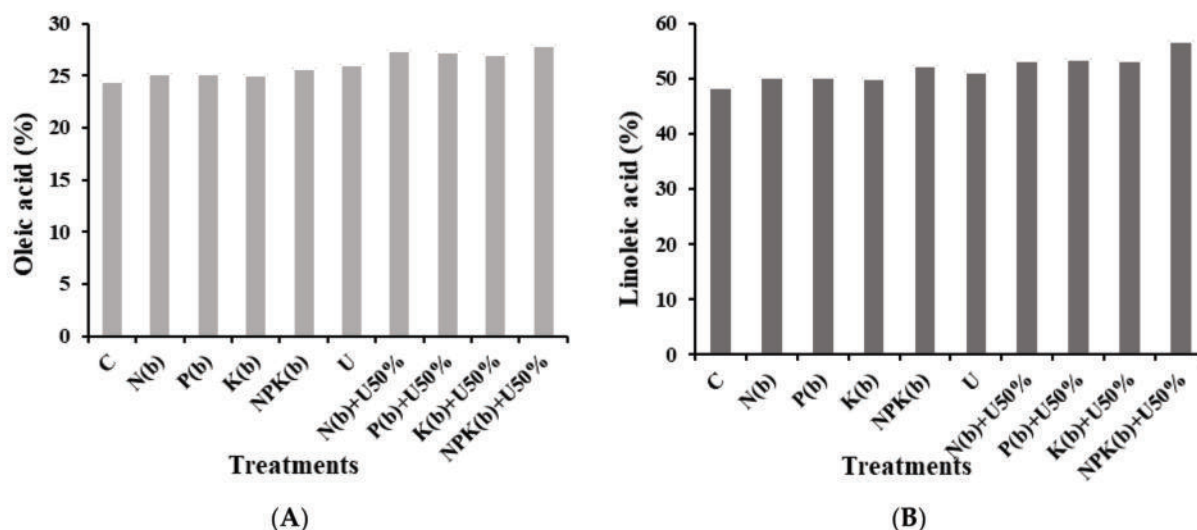 Oleic acid (%)
30
25
20
15
10
5
0
C
N(b)
P(b)
K(b)
NPK(b)
U
N(b)+U50%
P(b)+U50%
K(b)+U50%
NPK(b)+U50%
Treatments
(A)
Linoleic acid (%)
60
50
40
30
20
10
0
C
N(b)
P(b)
K(b)
NPK(b)
U
N(b)+U50%
P(b)+U50%
K(b)+U50%
NPK(b)+U50%
Treatments
(B)